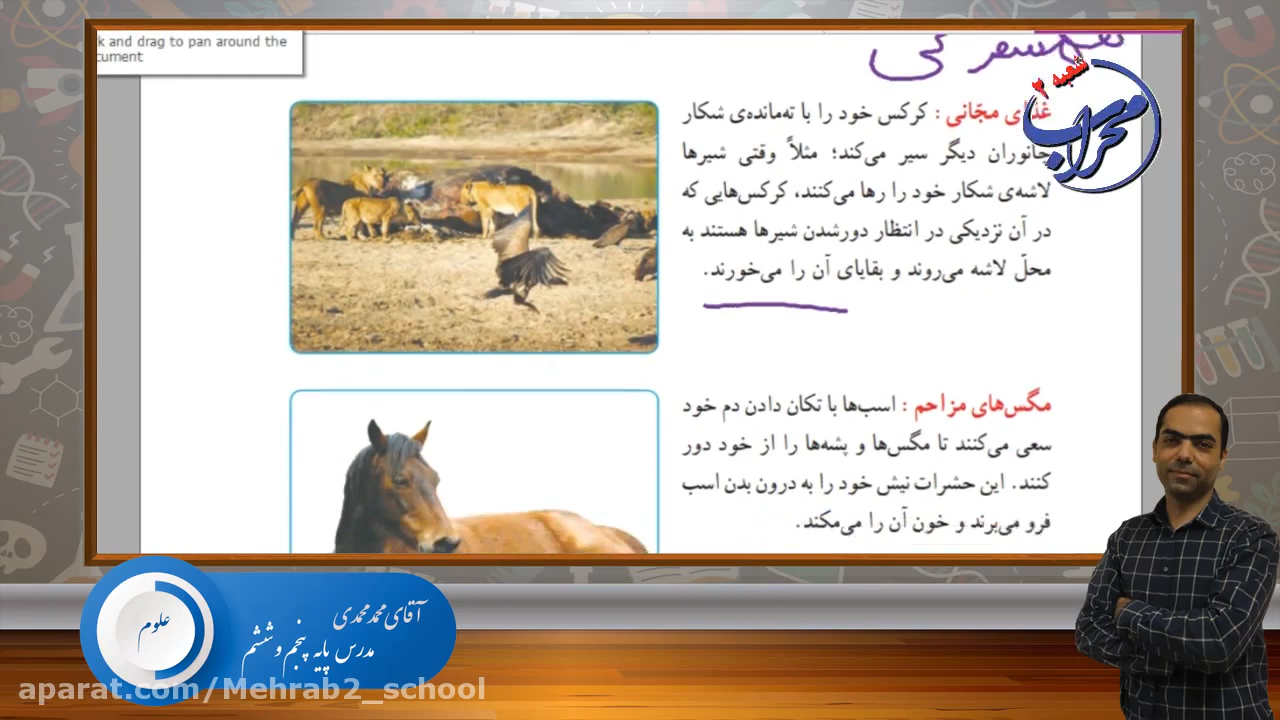 k and drag to pan around the
cument
همسفرگی
شعبه ۲
محراب
غذای مجّانی : کرکس خود را با ته‌مانده‌ی شکار
جانوران دیگر سیر می‌کند؛ مثلاً وقتی شیرها
لاشه‌ی شکار خود را رها می‌کنند، کرکس‌هایی که
در آن نزدیکی در انتظار دورشدن شیرها هستند به
محلّ لاشه می‌روند و بقایای آن را می‌خورند.
مگس‌های مزاحم : اسب‌ها با تکان دادن دم خود
سعی می‌کنند تا مگس‌ها و پشه‌ها را از خود دور
کنند. این حشرات نیش خود را به درون بدن اسب
فرو می‌برند و خون آن را می‌مکند.
علوم
آقای محمدمحمدی
مدرس پایه پنجم و ششم
aparat.com/Mehrab2_school